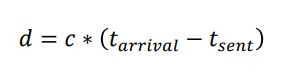 d = c * (t_arrival − t_sent)